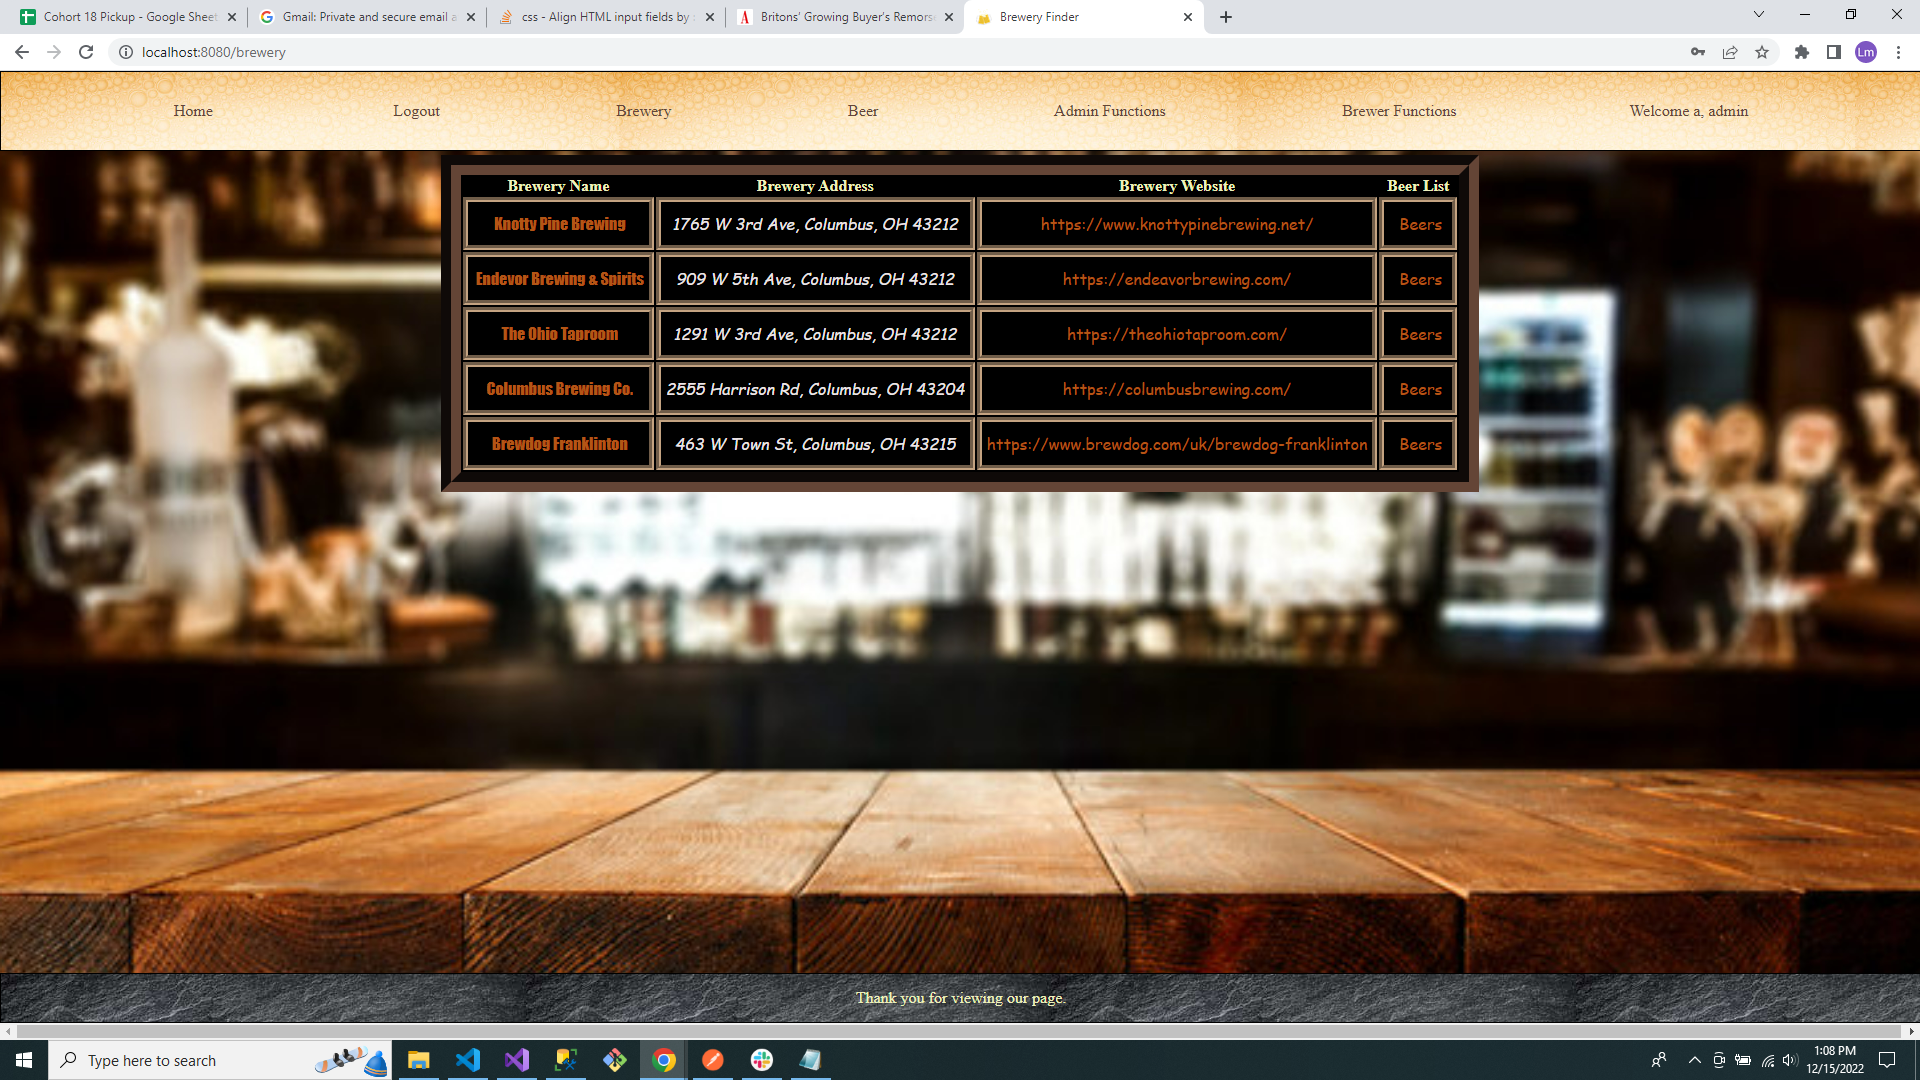 Cohort 18 Pickup - Google Sheet
Gmail: Private and secure email a
css - Align HTML input fields by :
Britons' Growing Buyer's Remors
Brewery Finder
localhost:8080/brewery
Lm
Home
Logout
Brewery
Beer
Admin Functions
Brewer Functions
Welcome a, admin
Brewery Name Brewery Address Brewery Website Beer List
Knotty Pine Brewing 1765 W 3rd Ave, Columbus, OH 43212 https://www.knottypinebrewing.net/ Beers
Endevor Brewing & Spirits 909 W 5th Ave, Columbus, OH 43212 https://endeavorbrewing.com/ Beers
The Ohio Taproom 1291 W 3rd Ave, Columbus, OH 43212 https://theohiotaproom.com/ Beers
Columbus Brewing Co. 2555 Harrison Rd, Columbus, OH 43204 https://columbusbrewing.com/ Beers
Brewdog Franklinton 463 W Town St, Columbus, OH 43215 https://www.brewdog.com/uk/brewdog-franklinton Beers
Thank you for viewing our page.
Type here to search
1:08 PM
12/15/2022